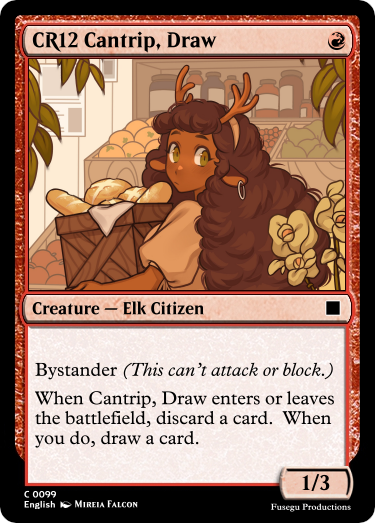 CR12 Cantrip, Draw
Creature — Elk Citizen
Bystander (This can't attack or block.)
When Cantrip, Draw enters or leaves
the battlefield, discard a card.  When
you do, draw a card.
1/3
C 0099
English MIREIA FALCON
Fusegu Productions